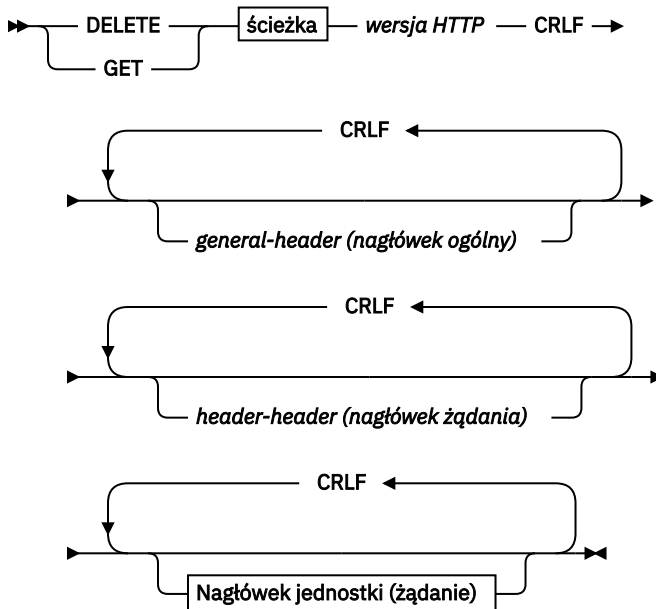 DELETE ścieżka wersja HTTP CRLF
GET
CRLF
general-header (nagłówek ogólny)
CRLF
header-header (nagłówek żądania)
CRLF
Nagłówek jednostki (żądanie)